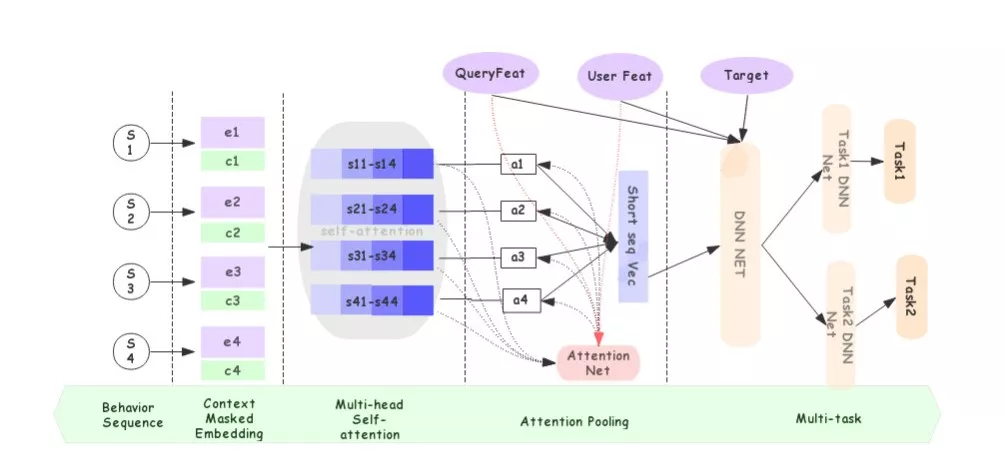 QueryFeat
User Feat
Target
S
1
S
2
S
3
S
4
e1
c1
e2
c2
e3
c3
e4
c4
s11-s14
s21-s24
self-attention
s31-s34
s41-s44
a1
a2
a3
a4
Short seq Vec
Attention
Net
DNN NET
Task1 DNN
Net
Task1
Task2 DNN
Net
Task2
Behavior
Sequence
Context
Masked
Embedding
Multi-head
Self-
attention
Attention Pooling
Multi-task